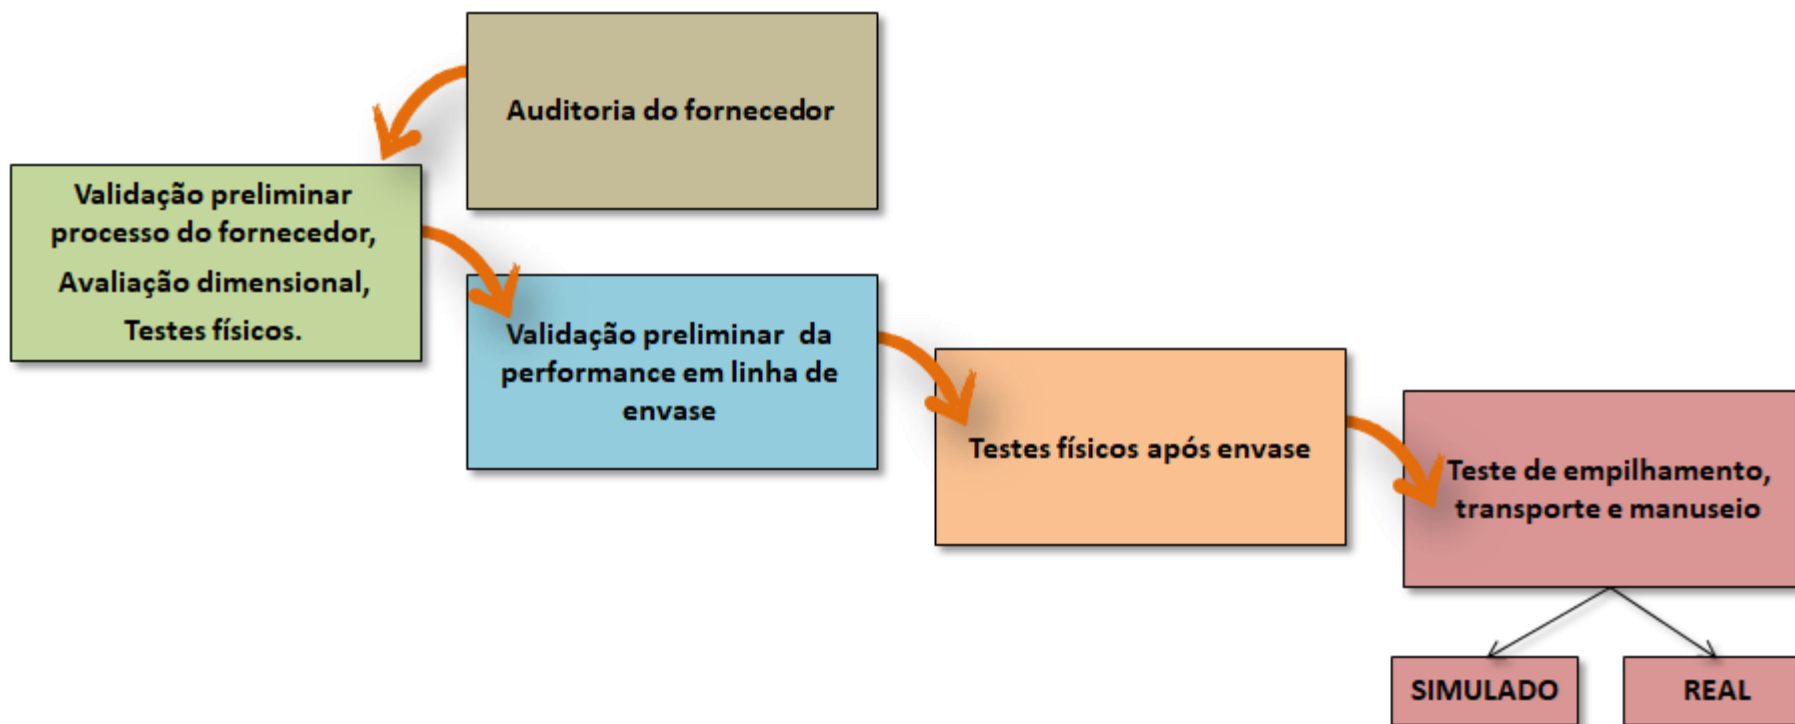 Auditoria do fornecedor
Validação preliminar
processo do fornecedor,
Avaliação dimensional,
Testes físicos.
Validação preliminar da
performance em linha de
envase
Testes físicos após envase
Teste de empilhamento,
transporte e manuseio
SIMULADO
REAL